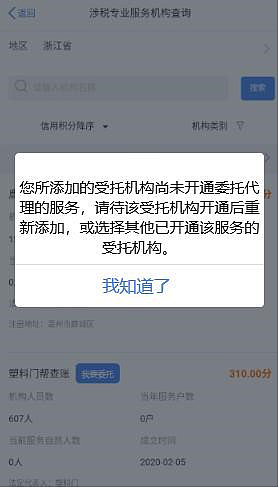 返回
涉税专业服务机构查询
地区 浙江省
请输入机构名称 搜索
信用积分降序 机构类别
您所添加的受托机构尚未开通委托代
理的服务，请待该受托机构开通后重
新添加，或选择其他已开通该服务的
受托机构。
我知道了
注册地址：温州市鹿城区
塑料门帮查账 我要委托 310.00分
机构人员数 当年服务户数
607人 0户
当前服务自然人数 成立时间
0人 2020-02-05
法定代表人：塑料门